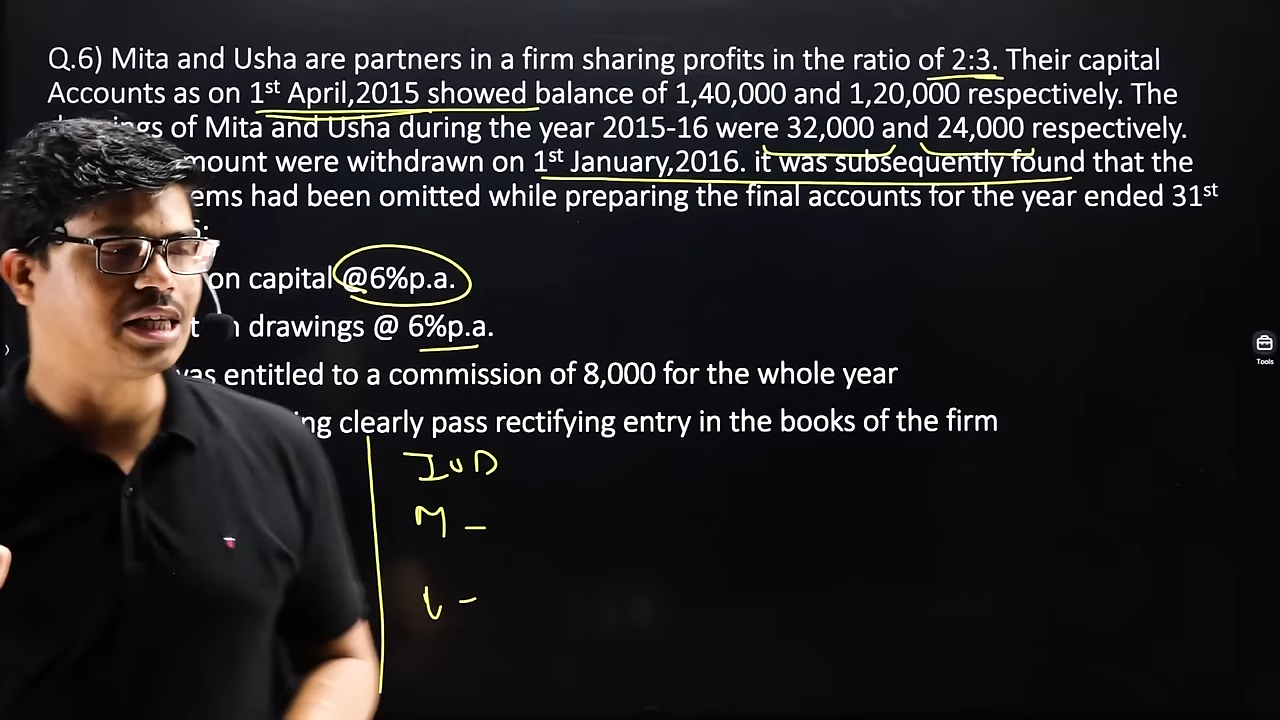 Q.6) Mita and Usha are partners in a firm sharing profits in the ratio of 2:3. Their capital
Accounts as on 1st April,2015 showed balance of 1,40,000 and 1,20,000 respectively. The
of Mita and Usha during the year 2015-16 were 32,000 and 24,000 respectively.
were withdrawn on 1st January,2016. it was subsequently found that the
had been omitted while preparing the final accounts for the year ended 31st
on capital @6%p.a.
drawings @ 6%p.a.
entitled to a commission of 8,000 for the whole year
clearly pass rectifying entry in the books of the firm
IOD
M -
U -
Tools